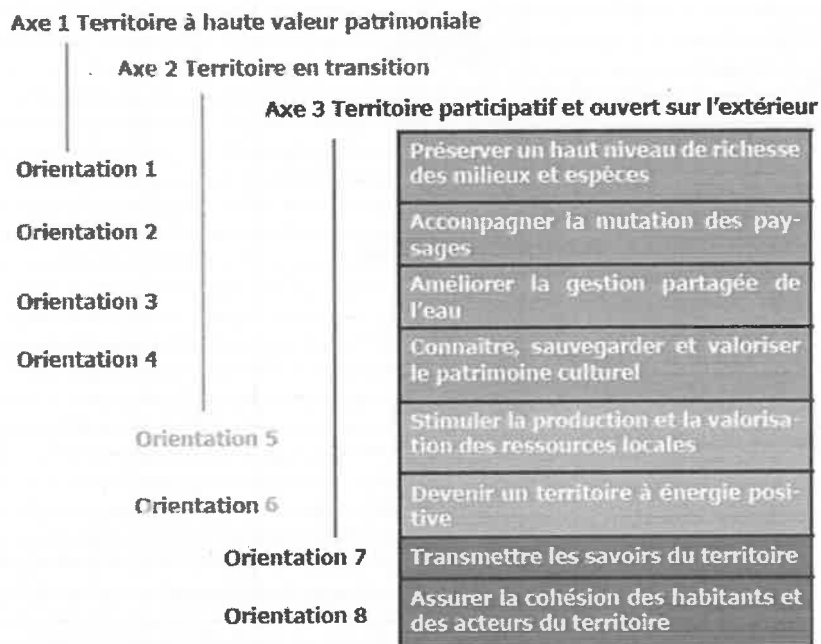 Axe 1 Territoire à haute valeur patrimoniale
Axe 2 Territoire en transition
Axe 3 Territoire participatif et ouvert sur l'extérieur
Orientation 1
Préserver un haut niveau de richesse
des milieux et espèces
Orientation 2
Accompagner la mutation des pay-
sages
Orientation 3
Améliorer la gestion partagée de
l'eau
Orientation 4
Connaître, sauvegarder et valoriser
le patrimoine culturel
Orientation 5
Stimuler la production et la valorisa-
tion des ressources locales
Orientation 6
Devenir un territoire à énergie posi-
tive
Orientation 7
Transmettre les savoirs du territoire
Orientation 8
Assurer la cohésion des habitants et
des acteurs du territoire